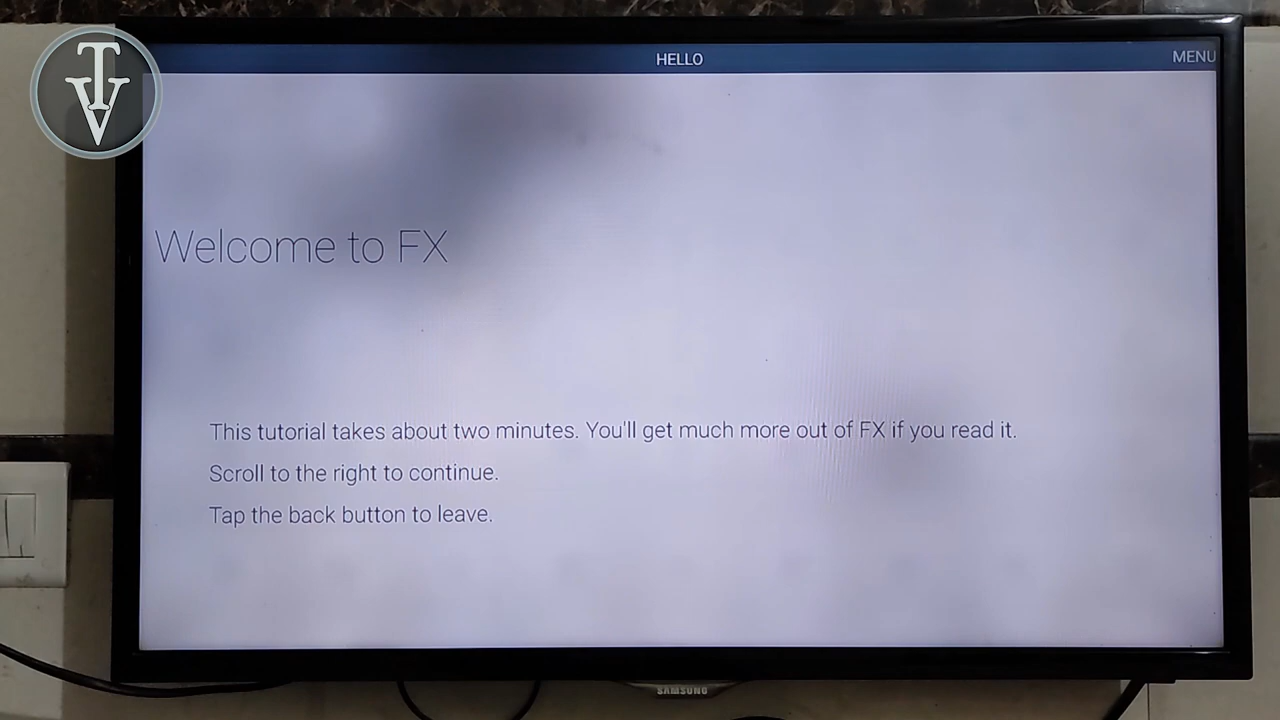 TV
HELLO
MENU
Welcome to FX
This tutorial takes about two minutes. You'll get much more out of FX if you read it.
Scroll to the right to continue.
Tap the back button to leave.
SAMSUNG